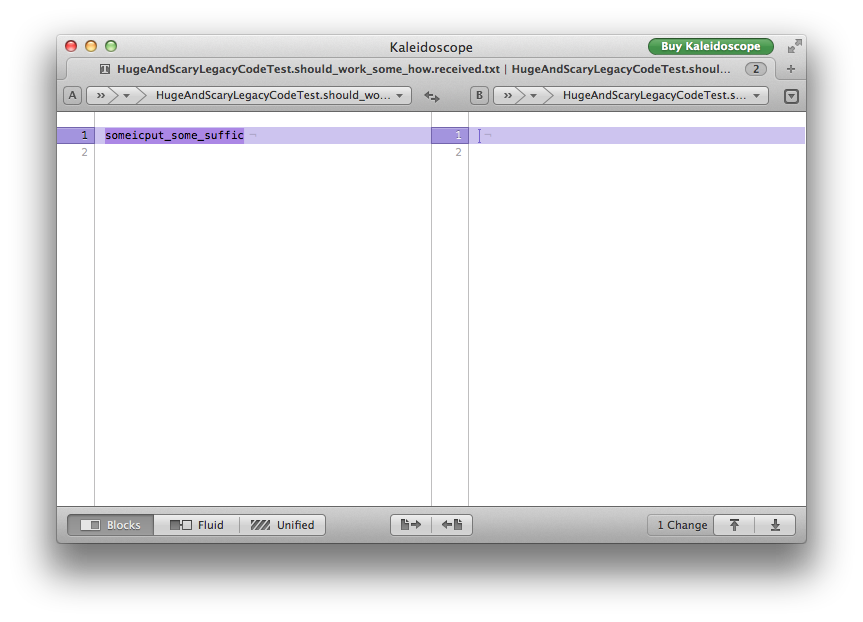 Kaleidoscope
Buy Kaleidoscope
HugeAndScaryLegacyCodeTest.should_work_some_how.received.txt | HugeAndScaryLegacyCodeTest.shoul... 2
A HugeAndScaryLegacyCodeTest.should_wo... B HugeAndScaryLegacyCodeTest.s...
1 someicput_some_suffic ¬ 1 ¬
2 2
Blocks Fluid Unified 1 Change